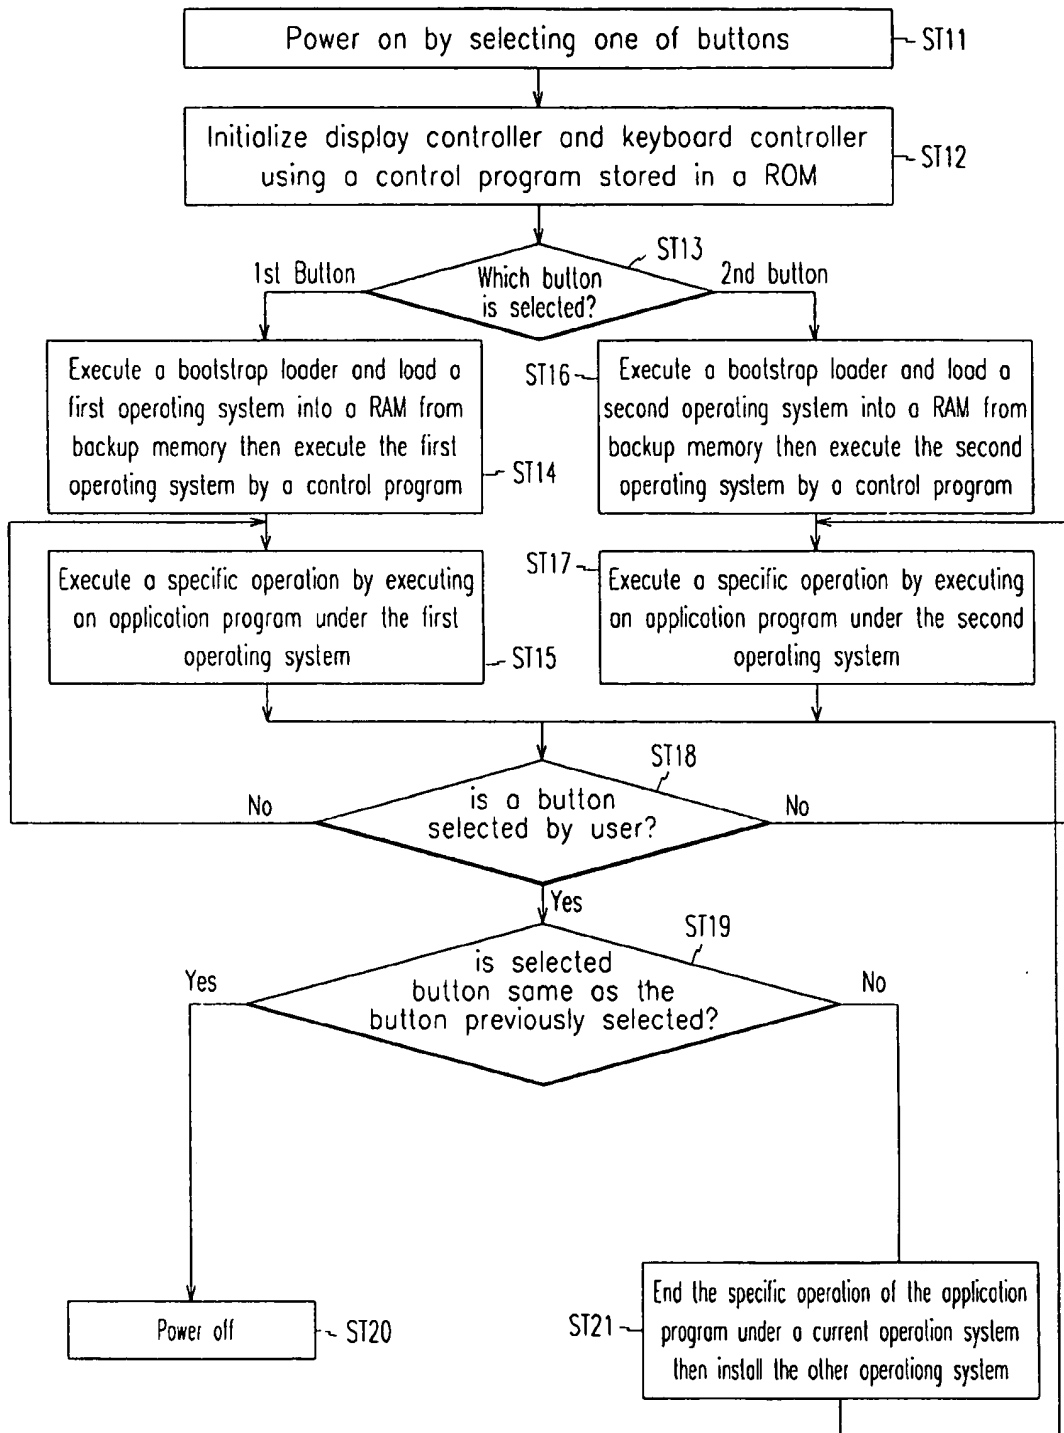 Power on by selecting one of buttons
ST11
Initialize display controller and keyboard controller
using a control program stored in a ROM
ST12
ST13
1st Button
Which button
is selected?
2nd button
Execute a bootstrap loader and load a
first operating system into a RAM from
backup memory then execute the first
operating system by a control program
ST14
ST16
Execute a bootstrap loader and load a
second operating system into a RAM from
backup memory then execute the second
operating system by a control program
Execute a specific operation by executing
an application program under the first
operating system
ST15
ST17
Execute a specific operation by executing
an application program under the second
operating system
ST18
No
is a button
selected by user?
No
Yes
ST19
Yes
is selected
button same as the
button previously selected?
No
Power off
ST20
ST21
End the specific operation of the application
program under a current operation system
then install the other operationg system